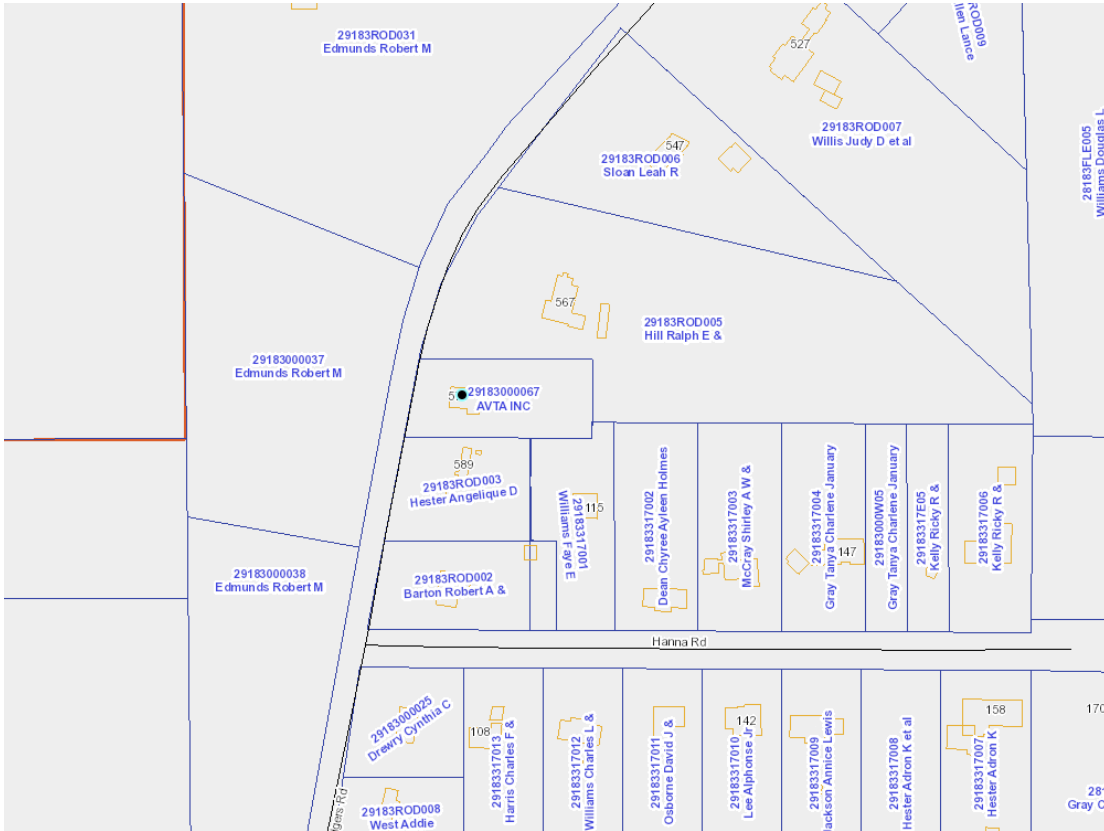 29183ROD031
Edmunds Robert M
29183ROD009
527
29183ROD007
Willis Judy D et al
547
29183ROD006
Sloan Leah R
28183FLE005
Williams Douglas L
567
29183ROD005
Hill Ralph E &
29183000037
Edmunds Robert M
29183000067
AVTA INC
589
29183ROD003
Hester Angelique D
115
29183317001
Williams Faye E
29183317002
Dean Chyree Ayleen Holmes
29183317003
McCray Shirley A W &
29183317004
Gray Tanya Charlene January
147
29183000W05
Gray Tanya Charlene January
29183317E05
Kelly Ricky R &
29183317006
Kelly Ricky R &
29183000038
Edmunds Robert M
29183ROD002
Barton Robert A &
Hanna Rd
29183000025
Drewry Cynthia C
108
29183317013
Harris Charles F &
29183317012
Williams Charles L &
29183317011
Osborne David J &
142
29183317010
Lee Alphonse Jr
29183317009
Jackson Annice Lewis
29183317008
Hester Adron K et al
158
29183317007
Hester Adron K
170
Gray C
29183ROD008
West Addie